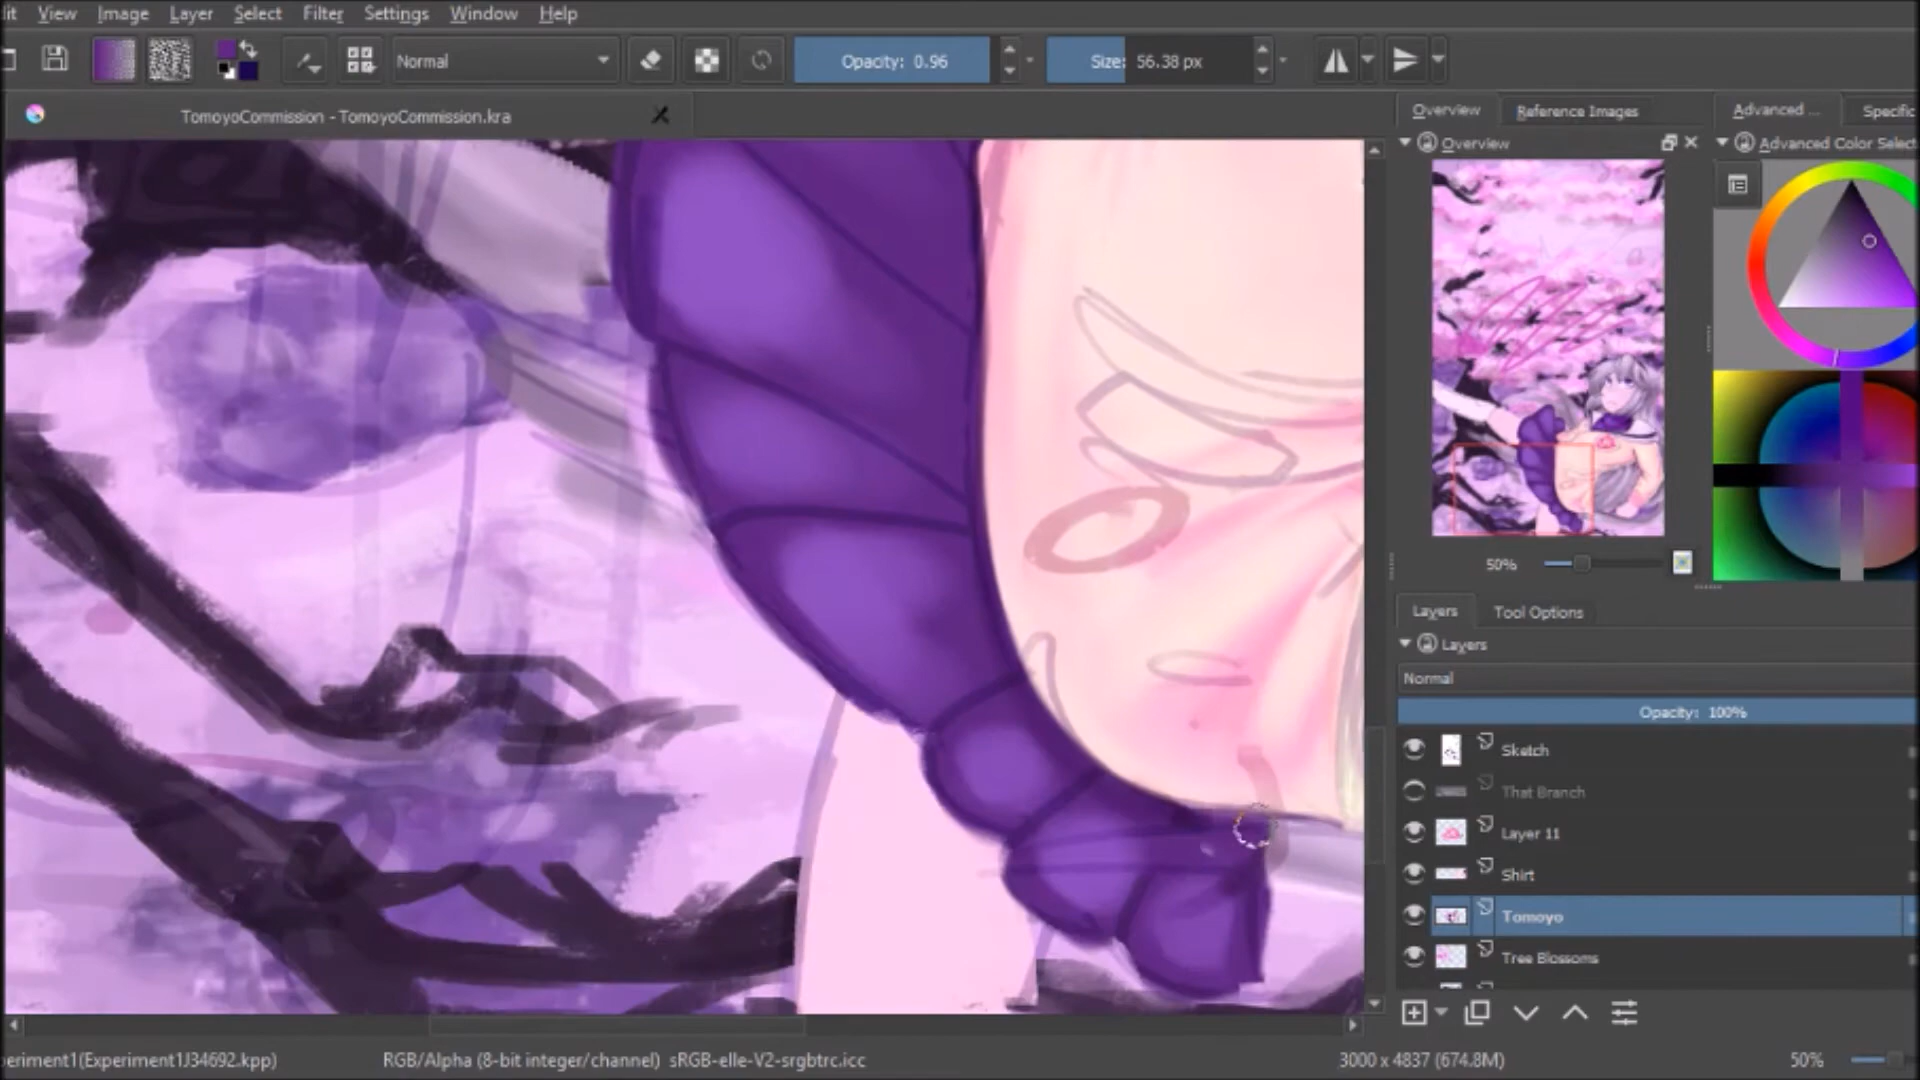 it View Image Layer Select Filter Settings Window Help
Normal Opacity: 0.96 Size: 56.38 px
TomoyoCommission - TomoyoCommission.kra
Overview Reference Images Advanced ... Specific
Overview Advanced Color Select
50%
Layers Tool Options
Layers
Normal
Opacity: 100%
Sketch
That Branch
Layer 11
Shirt
Tomoyo
Tree Blossoms
periment1(Experiment1J34692.kpp) RGB/Alpha (8-bit integer/channel) sRGB-elle-V2-srgbtrc.icc 3000 x 4837 (674.8M) 50%